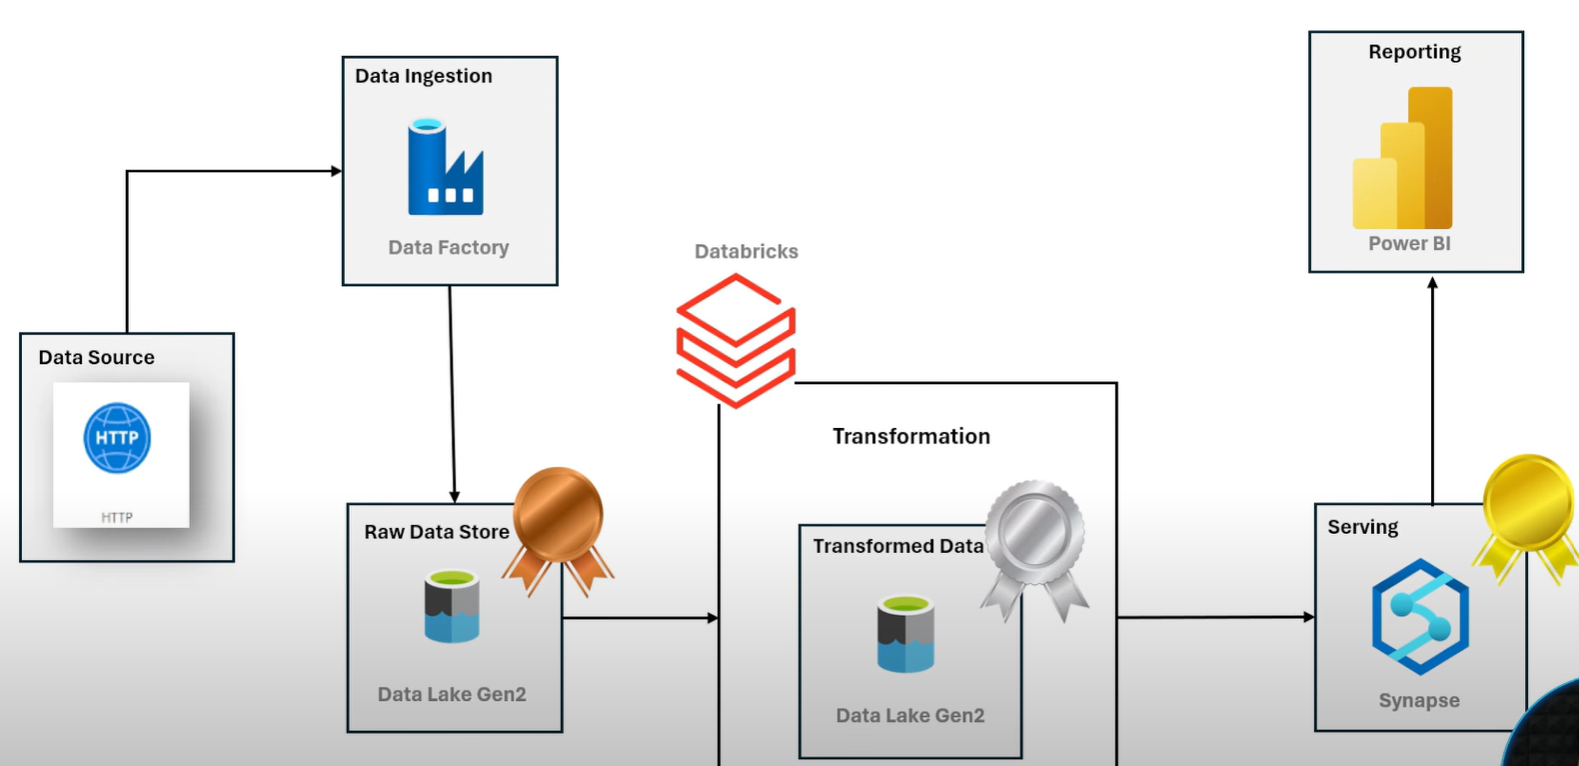 Data Source
HTTP
HTTP
Data Ingestion
Data Factory
Raw Data Store
Data Lake Gen2
Databricks
Transformation
Transformed Data
Data Lake Gen2
Serving
Synapse
Reporting
Power BI